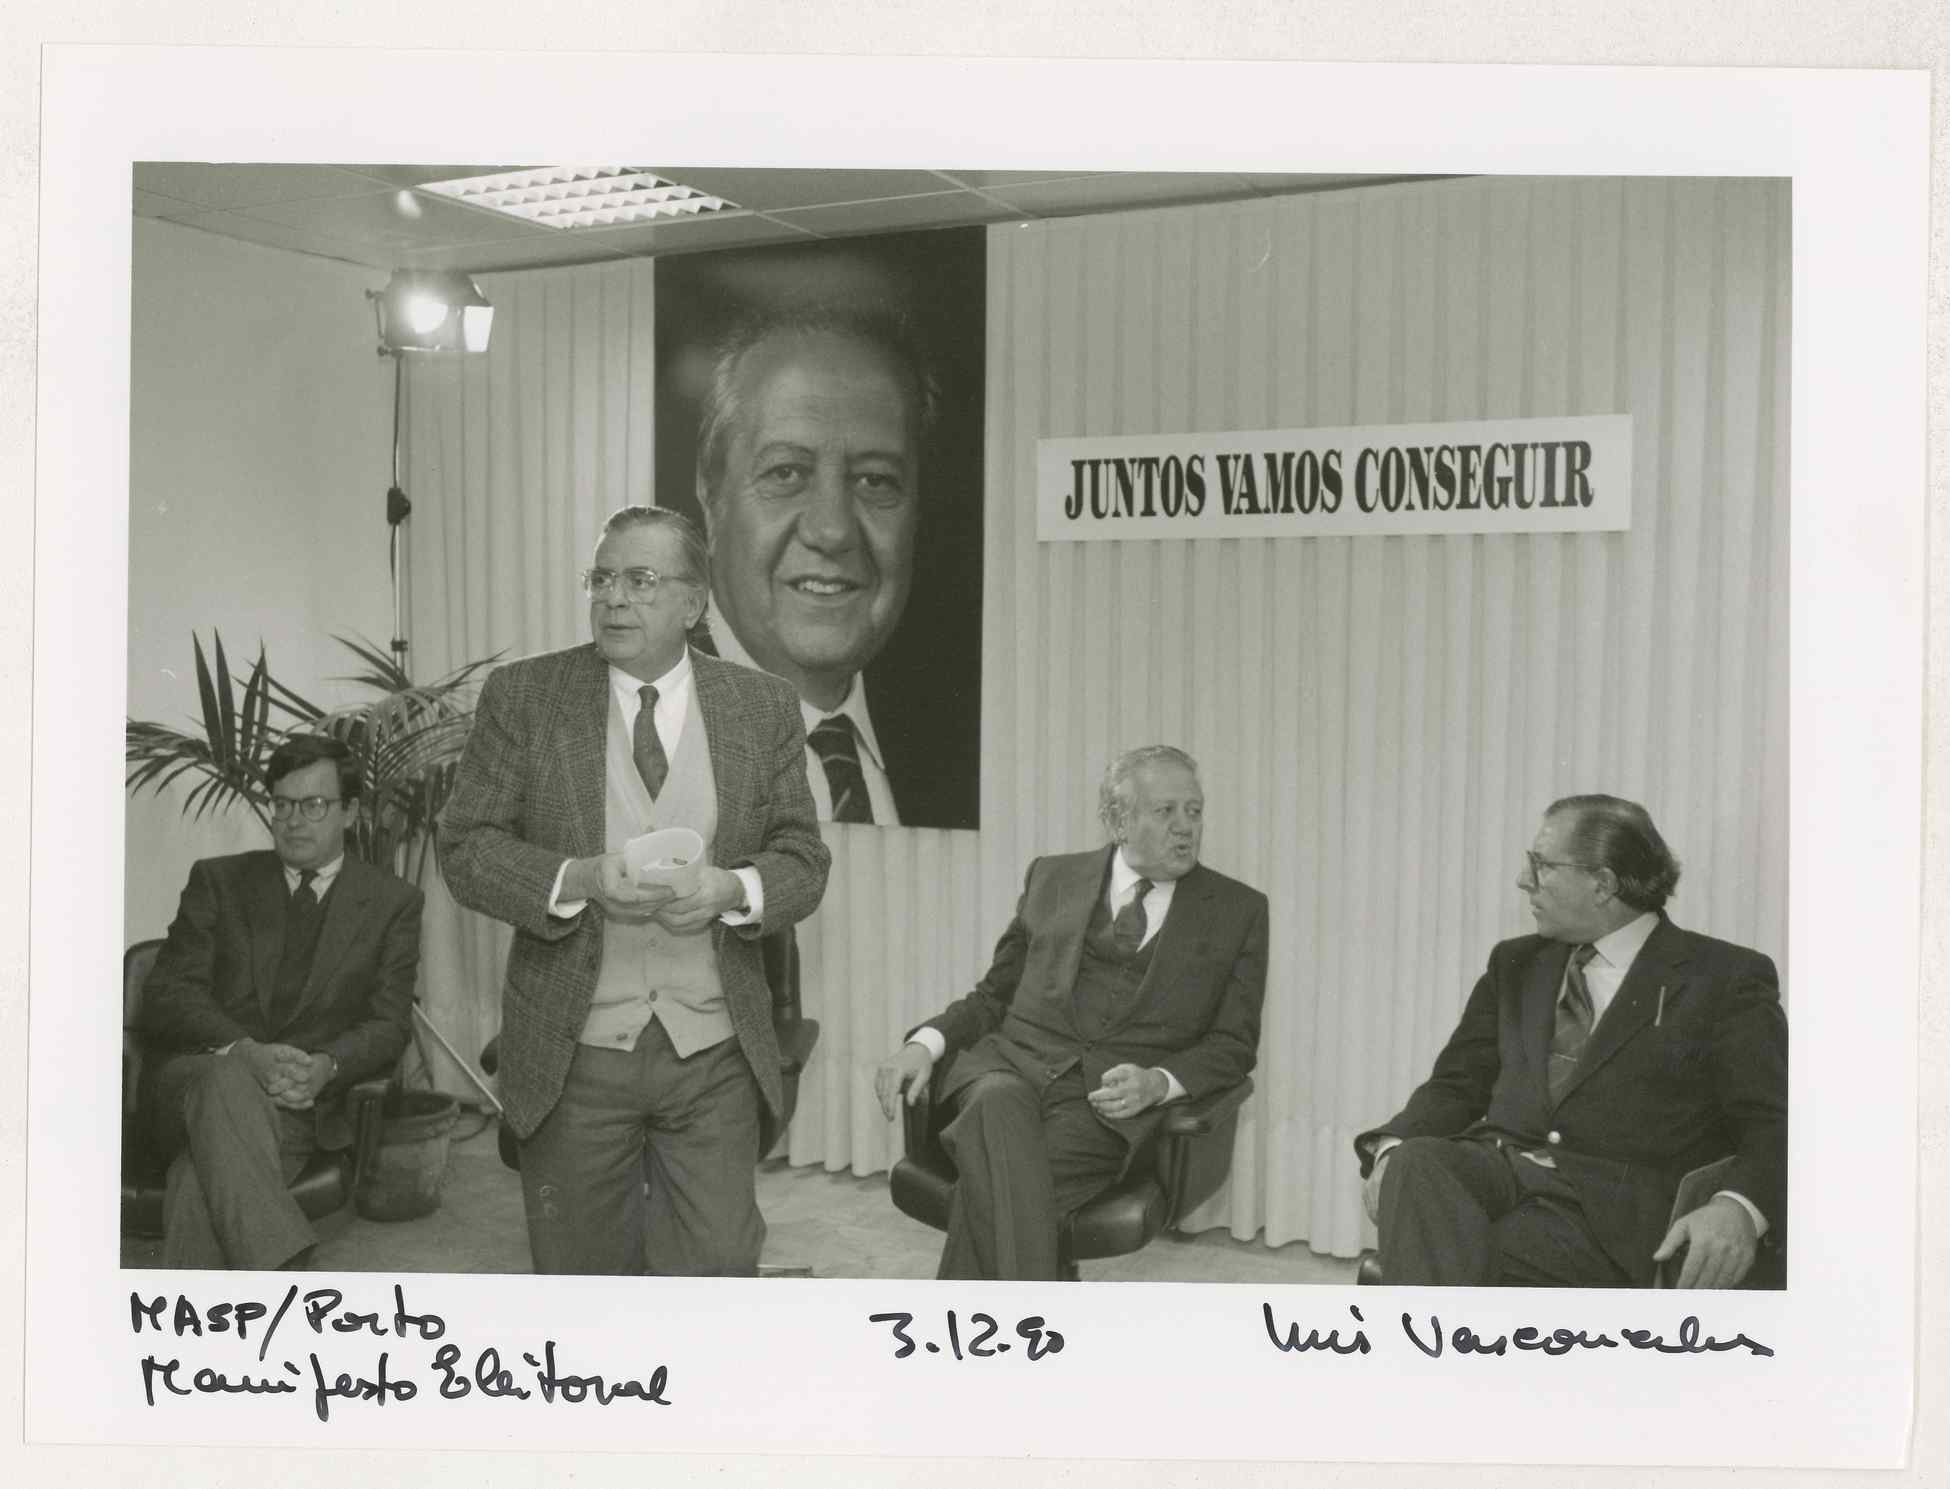 JUNTOS VAMOS CONSEGUIR
MASP/Porto
Manifesto Eleitoral
3.12.90
Luis Vasconcelos